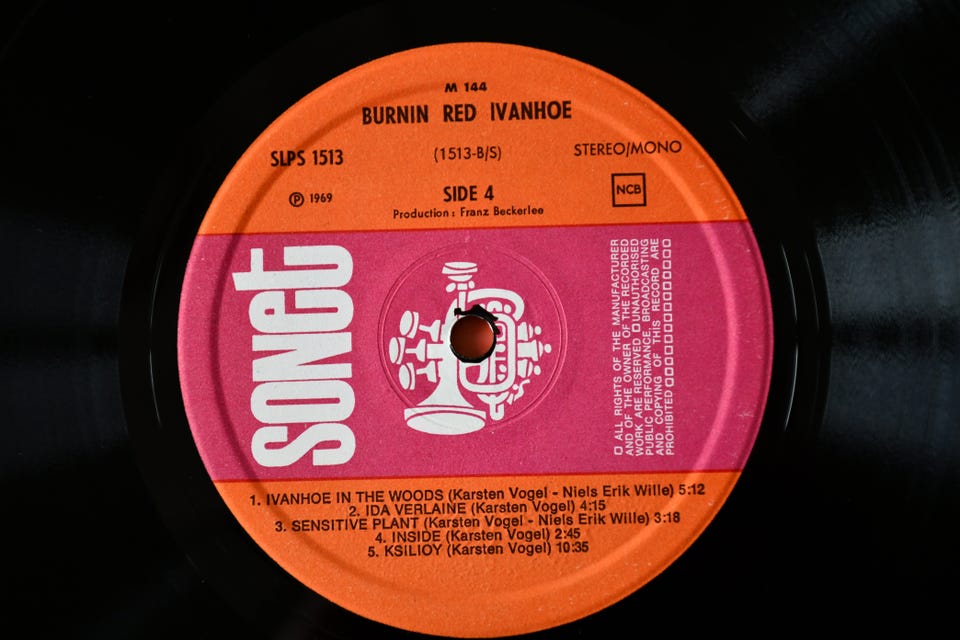 M 144
BURNIN RED IVANHOE
SLPS 1513
(1513-B/S)
STEREO/MONO
℗ 1969
SIDE 4
NCB
Production : Franz Beckerlee
SONET
□ ALL RIGHTS OF THE MANUFACTURER
AND OF THE OWNER OF THE RECORDED
WORK ARE RESERVED □ UNAUTHORISED
PUBLIC PERFORMANCE, BROADCASTING
AND COPYING OF THIS RECORD ARE
PROHIBITED □□□□□□□□□□
1. IVANHOE IN THE WOODS (Karsten Vogel - Niels Erik Wille) 5:12
2. IDA VERLAINE (Karsten Vogel) 4:15
3. SENSITIVE PLANT (Karsten Vogel - Niels Erik Wille) 3:18
4. INSIDE (Karsten Vogel) 2:45
5. KSILIOY (Karsten Vogel) 10:35